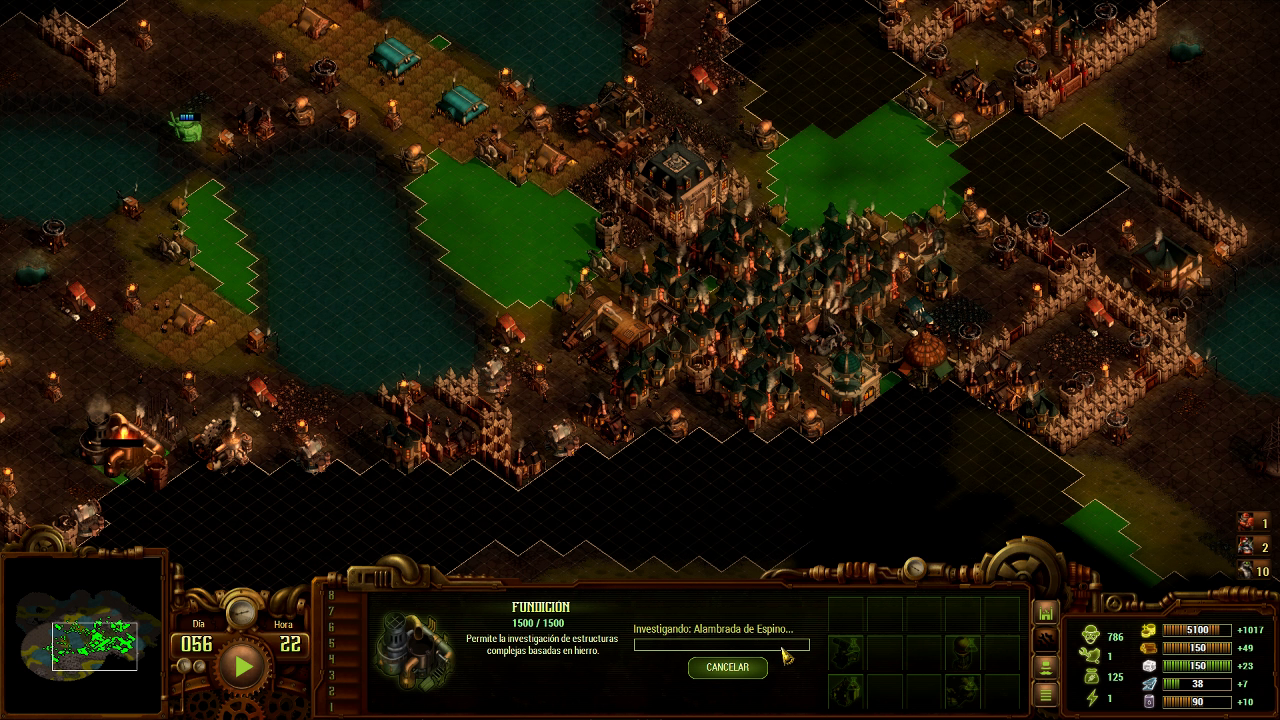 1
2
10
Día
Hora
056
22
8
7
6
5
4
3
2
1
FUNDICIÓN
1500 / 1500
Permite la investigación de estructuras
complejas basadas en hierro.
Investigando: Alambrada de Espino...
CANCELAR
786
1
125
1
5100 +1017
150 +49
150 +23
38 +7
90 +10